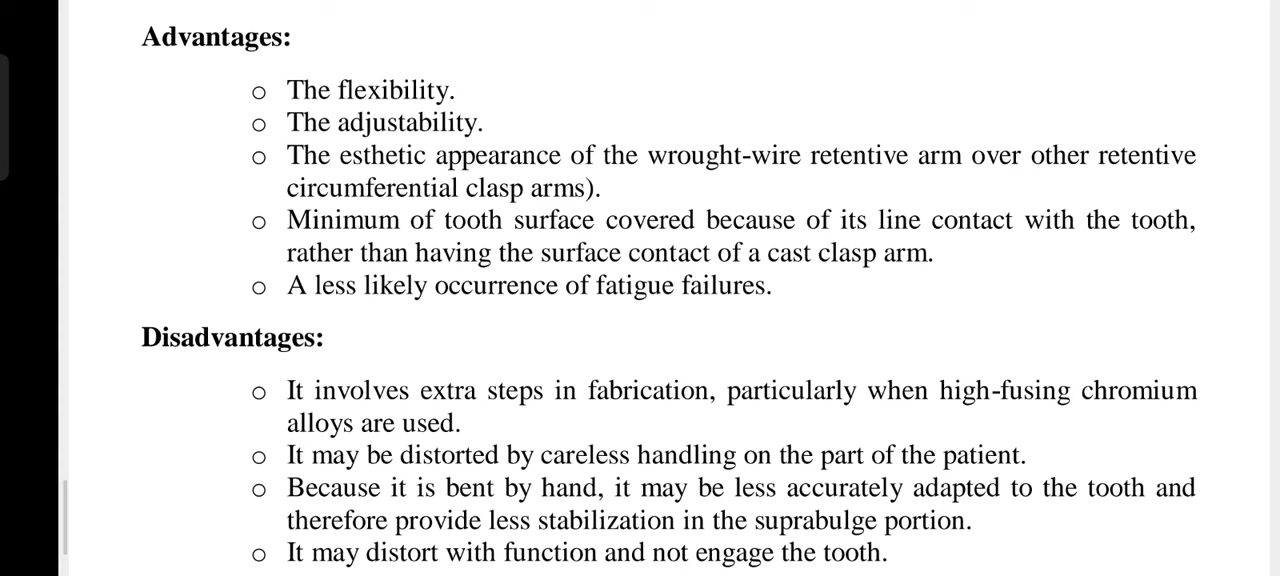 Advantages:
o The flexibility.
o The adjustability.
o The esthetic appearance of the wrought-wire retentive arm over other retentive
circumferential clasp arms).
o Minimum of tooth surface covered because of its line contact with the tooth,
rather than having the surface contact of a cast clasp arm.
o A less likely occurrence of fatigue failures.
Disadvantages:
o It involves extra steps in fabrication, particularly when high-fusing chromium
alloys are used.
o It may be distorted by careless handling on the part of the patient.
o Because it is bent by hand, it may be less accurately adapted to the tooth and
therefore provide less stabilization in the suprabulge portion.
o It may distort with function and not engage the tooth.